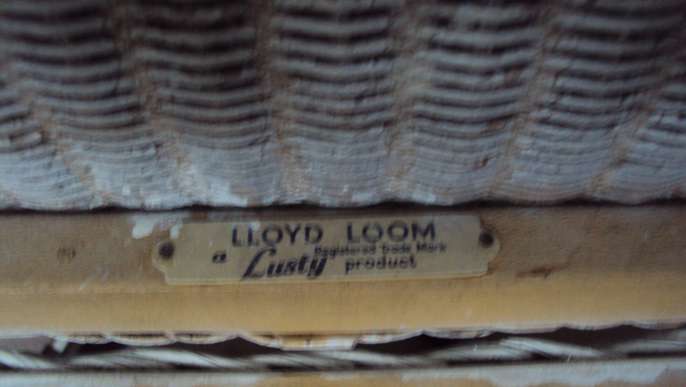 LLOYD LOOM
Registered Trade Mark
a Lusty product